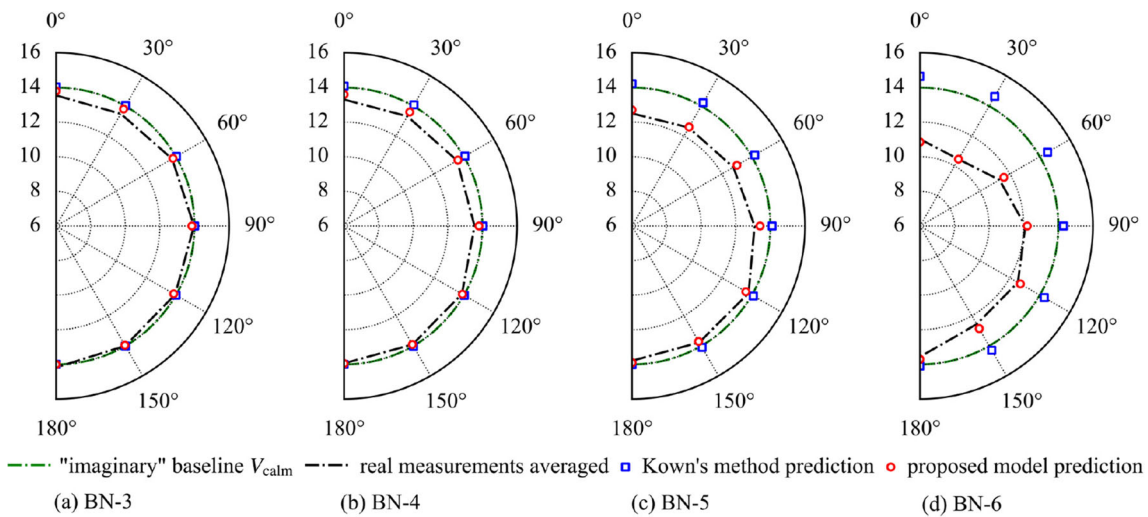 0° 0° 0° 0°
16 30° 16 30° 16 30° 16 30°
14 14 14 14
12 60° 12 60° 12 60° 12 60°
10 10 10 10
8 8 8 8
6 90° 6 90° 6 90° 6 90°
120° 120° 120° 120°
150° 150° 150° 150°
180° 180° 180° 180°
"imaginary" baseline Vcalm real measurements averaged Kown's method prediction proposed model prediction
(a) BN-3 (b) BN-4 (c) BN-5 (d) BN-6